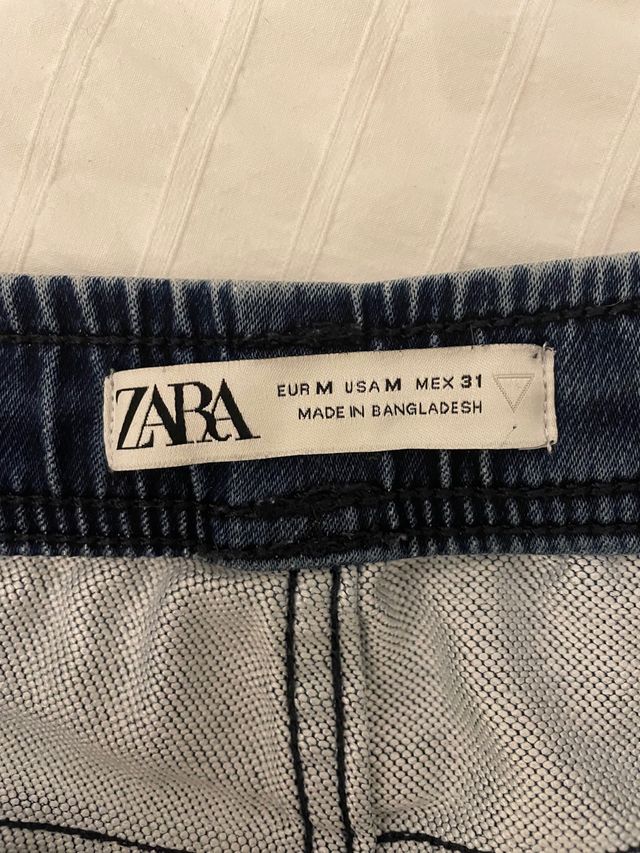 ZARA
EUR M USA M MEX 31
MADE IN BANGLADESH